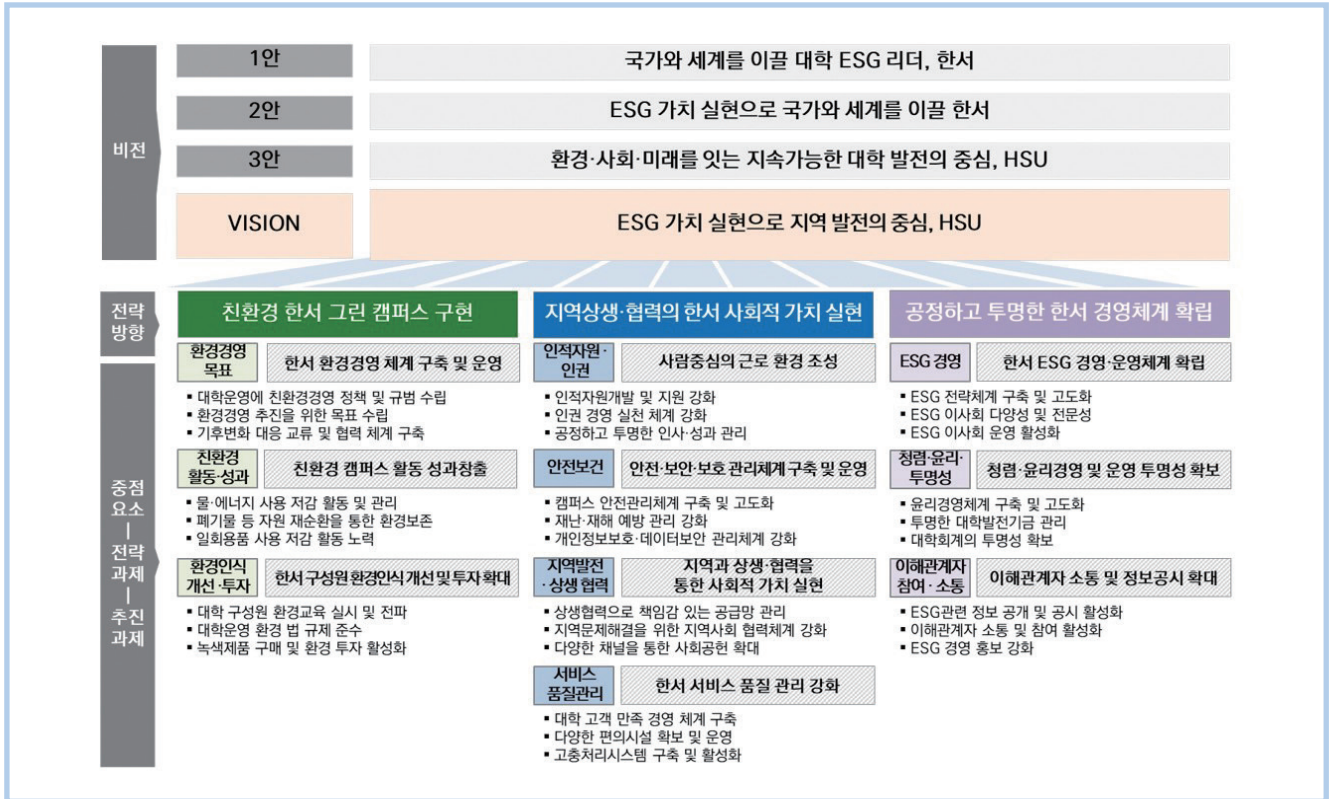 비전
1안
국가와 세계를 이끌 대학 ESG 리더, 한서
2안
ESG 가치 실현으로 국가와 세계를 이끌 한서
3안
환경·사회·미래를 잇는 지속가능한 대학 발전의 중심, HSU
VISION
ESG 가치 실현으로 지역 발전의 중심, HSU
전략
방향
친환경 한서 그린 캠퍼스 구현
지역상생·협력의 한서 사회적 가치 실현
공정하고 투명한 한서 경영체계 확립
중점
요소
|
전략
과제
|
추진
과제
환경경영
목표
한서 환경경영 체계 구축 및 운영
▪ 대학운영에 친환경경영 정책 및 규범 수립
▪ 환경경영 추진을 위한 목표 수립
▪ 기후변화 대응 교류 및 협력 체계 구축
친환경
활동·성과
친환경 캠퍼스 활동 성과창출
▪ 물·에너지 사용 저감 활동 및 관리
▪ 폐기물 등 자원 재순환을 통한 환경보존
▪ 일회용품 사용 저감 활동 노력
환경인식
개선·투자
한서 구성원 환경인식 개선 및 투자 확대
▪ 대학 구성원 환경교육 실시 및 전파
▪ 대학운영 환경 법 규제 준수
▪ 녹색제품 구매 및 환경 투자 활성화
인적자원·
인권
사람중심의 근로 환경 조성
▪ 인적자원개발 및 지원 강화
▪ 인권 경영 실천 체계 강화
▪ 공정하고 투명한 인사·성과 관리
안전보건
안전·보안·보호 관리체계 구축 및 운영
▪ 캠퍼스 안전관리체계 구축 및 고도화
▪ 재난·재해 예방 관리 강화
▪ 개인정보보호·데이터보안 관리체계 강화
지역발전
·상생 협력
지역과 상생·협력을
통한 사회적 가치 실현
▪ 상생협력으로 책임감 있는 공급망 관리
▪ 지역문제해결을 위한 지역사회 협력체계 강화
▪ 다양한 채널을 통한 사회공헌 확대
서비스
품질관리
한서 서비스 품질 관리 강화
▪ 대학 고객 만족 경영 체계 구축
▪ 다양한 편의시설 확보 및 운영
▪ 고충처리시스템 구축 및 활성화
ESG 경영
한서 ESG 경영·운영체계 확립
▪ ESG 전략체계 구축 및 고도화
▪ ESG 이사회 다양성 및 전문성
▪ ESG 이사회 운영 활성화
청렴·윤리·
투명성
청렴·윤리경영 및 운영 투명성 확보
▪ 윤리경영체계 구축 및 고도화
▪ 투명한 대학발전기금 관리
▪ 대학회계의 투명성 확보
이해관계자
참여·소통
이해관계자 소통 및 정보공시 확대
▪ ESG관련 정보 공개 및 공시 활성화
▪ 이해관계자 소통 및 참여 활성화
▪ ESG 경영 홍보 강화